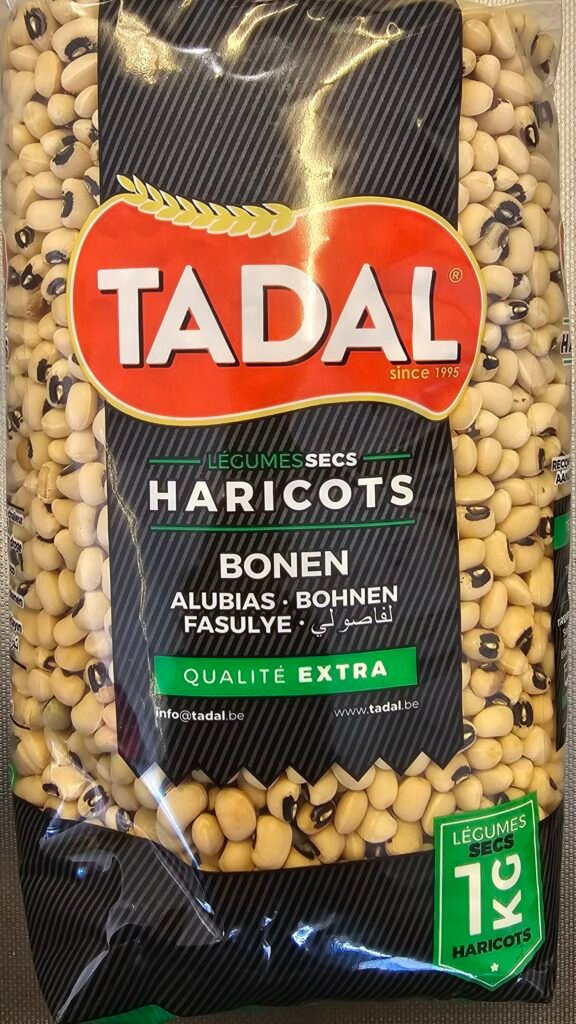 TADAL®
since 1995
LÉGUMES SECS
HARICOTS
BONEN
ALUBIAS · BOHNEN
FASULYE · لفاصولي
QUALITÉ EXTRA
info@tadal.be www.tadal.be
LÉGUMES
SECS
1KG
HARICOTS